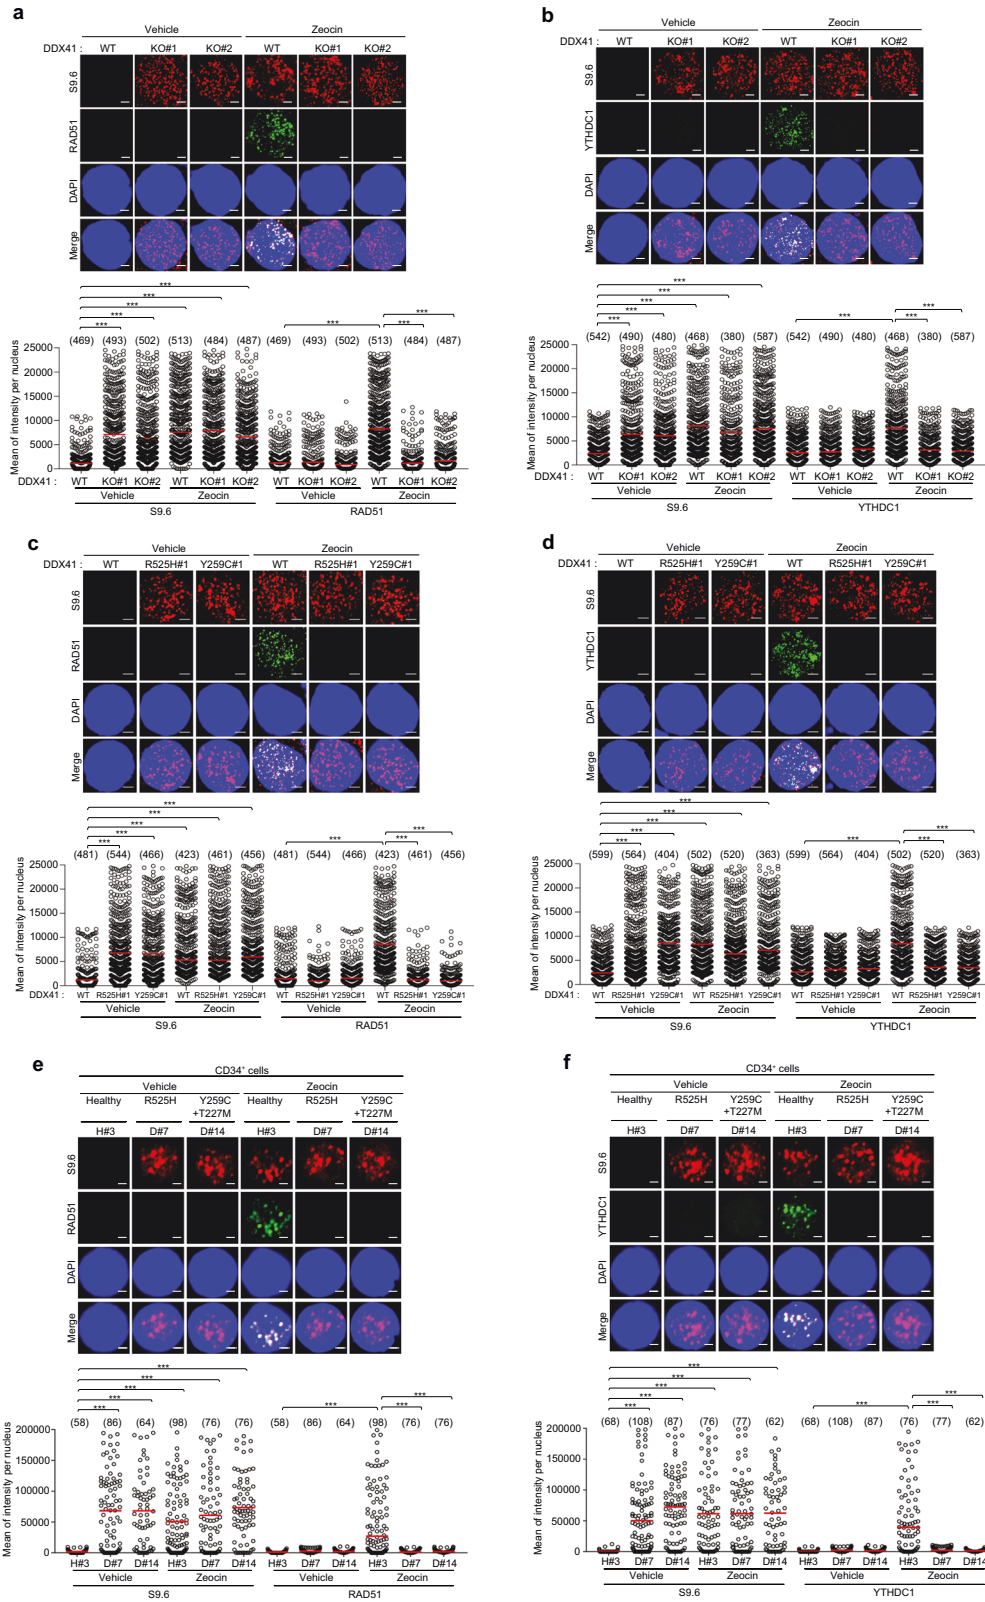 a
Vehicle Zeocin
DDX41 : WT KO#1 KO#2 WT KO#1 KO#2
S9.6
RAD51
DAPI
Merge
*** 
***
***
***
***
*** *** ***
(469) (493) (502) (513) (484) (487) (469) (493) (502) (513) (484) (487)
Mean of intensity per nucleus
25000
20000
15000
10000
5000
0
DDX41 : WT KO#1 KO#2 WT KO#1 KO#2 WT KO#1 KO#2 WT KO#1 KO#2
Vehicle Zeocin Vehicle Zeocin
S9.6 RAD51
b
Vehicle Zeocin
DDX41 : WT KO#1 KO#2 WT KO#1 KO#2
S9.6
YTHDC1
DAPI
Merge
***
***
***
***
***
*** *** ***
(542) (490) (480) (468) (380) (587) (542) (490) (480) (468) (380) (587)
Mean of intensity per nucleus
25000
20000
15000
10000
5000
0
DDX41 : WT KO#1 KO#2 WT KO#1 KO#2 WT KO#1 KO#2 WT KO#1 KO#2
Vehicle Zeocin Vehicle Zeocin
S9.6 YTHDC1
c
Vehicle Zeocin
DDX41 : WT R525H#1 Y259C#1 WT R525H#1 Y259C#1
S9.6
RAD51
DAPI
Merge
***
***
***
***
***
*** *** ***
(481) (544) (466) (423) (461) (456) (481) (544) (466) (423) (461) (456)
Mean of intensity per nucleus
25000
20000
15000
10000
5000
0
DDX41 : WT R525H#1 Y259C#1 WT R525H#1 Y259C#1 WT R525H#1 Y259C#1 WT R525H#1 Y259C#1
Vehicle Zeocin Vehicle Zeocin
S9.6 RAD51
d
Vehicle Zeocin
DDX41 : WT R525H#1 Y259C#1 WT R525H#1 Y259C#1
S9.6
YTHDC1
DAPI
Merge
***
***
***
***
***
*** *** ***
(599) (564) (404) (502) (520) (363) (599) (564) (404) (502) (520) (363)
Mean of intensity per nucleus
25000
20000
15000
10000
5000
0
DDX41 : WT R525H#1 Y259C#1 WT R525H#1 Y259C#1 WT R525H#1 Y259C#1 WT R525H#1 Y259C#1
Vehicle Zeocin Vehicle Zeocin
S9.6 YTHDC1
e
CD34+ cells
Vehicle Zeocin
Healthy R525H Y259C Healthy R525H Y259C
+T227M +T227M
H#3 D#7 D#14 H#3 D#7 D#14
S9.6
RAD51
DAPI
Merge
***
***
***
***
***
*** *** ***
(58) (86) (64) (98) (76) (76) (58) (86) (64) (98) (76) (76)
Mean of intensity per nucleus
200000
150000
100000
50000
0
H#3 D#7 D#14 H#3 D#7 D#14 H#3 D#7 D#14 H#3 D#7 D#14
Vehicle Zeocin Vehicle Zeocin
S9.6 RAD51
f
CD34+ cells
Vehicle Zeocin
Healthy R525H Y259C Healthy R525H Y259C
+T227M +T227M
H#3 D#7 D#14 H#3 D#7 D#14
S9.6
YTHDC1
DAPI
Merge
***
***
***
***
***
*** *** ***
(68) (108) (87) (76) (77) (62) (68) (108) (87) (76) (77) (62)
Mean of intensity per nucleus
200000
150000
100000
50000
0
H#3 D#7 D#14 H#3 D#7 D#14 H#3 D#7 D#14 H#3 D#7 D#14
Vehicle Zeocin Vehicle Zeocin
S9.6 YTHDC1